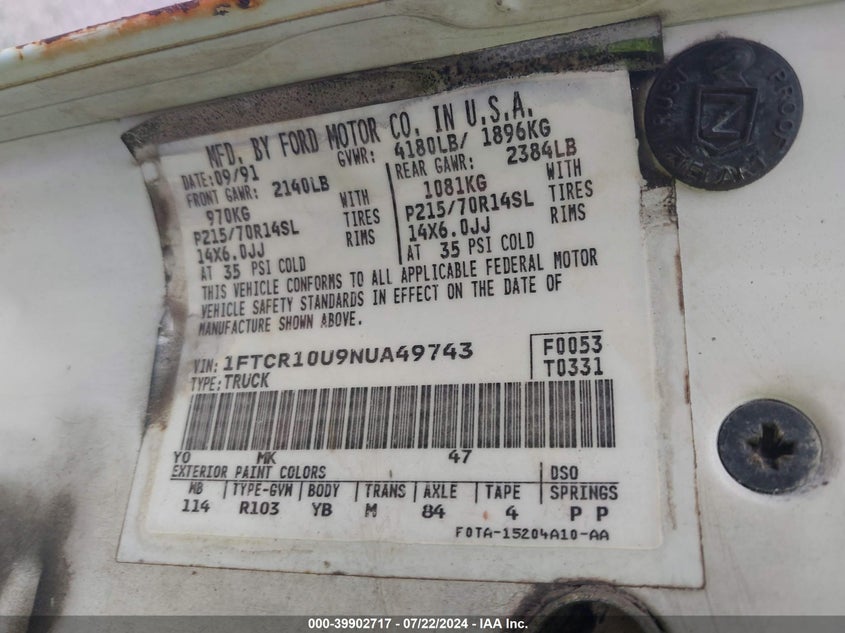 MFD. BY FORD MOTOR CO. IN U.S.A.
DATE: 09/91 GVWR: 4180LB/ 1896KG
FRONT GAWR: 2140LB REAR GAWR: 2384LB
970KG WITH 1081KG WITH
P215/70R14SL TIRES P215/70R14SL TIRES
14X6.0JJ RIMS 14X6.0JJ RIMS
AT 35 PSI COLD AT 35 PSI COLD
THIS VEHICLE CONFORMS TO ALL APPLICABLE FEDERAL MOTOR
VEHICLE SAFETY STANDARDS IN EFFECT ON THE DATE OF
MANUFACTURE SHOWN ABOVE.
VIN: 1FTCR10U9NUA49743 F0053
TYPE: TRUCK T0331
YO MK 47
EXTERIOR PAINT COLORS DSO
WB TYPE-GVW BODY TRANS AXLE TAPE SPRINGS
114 R103 YB M 84 4 P P
F0TA-15204A10-AA
RUST PROOF
Z
ZIEBART
000-39902717 - 07/22/2024 - IAA Inc.